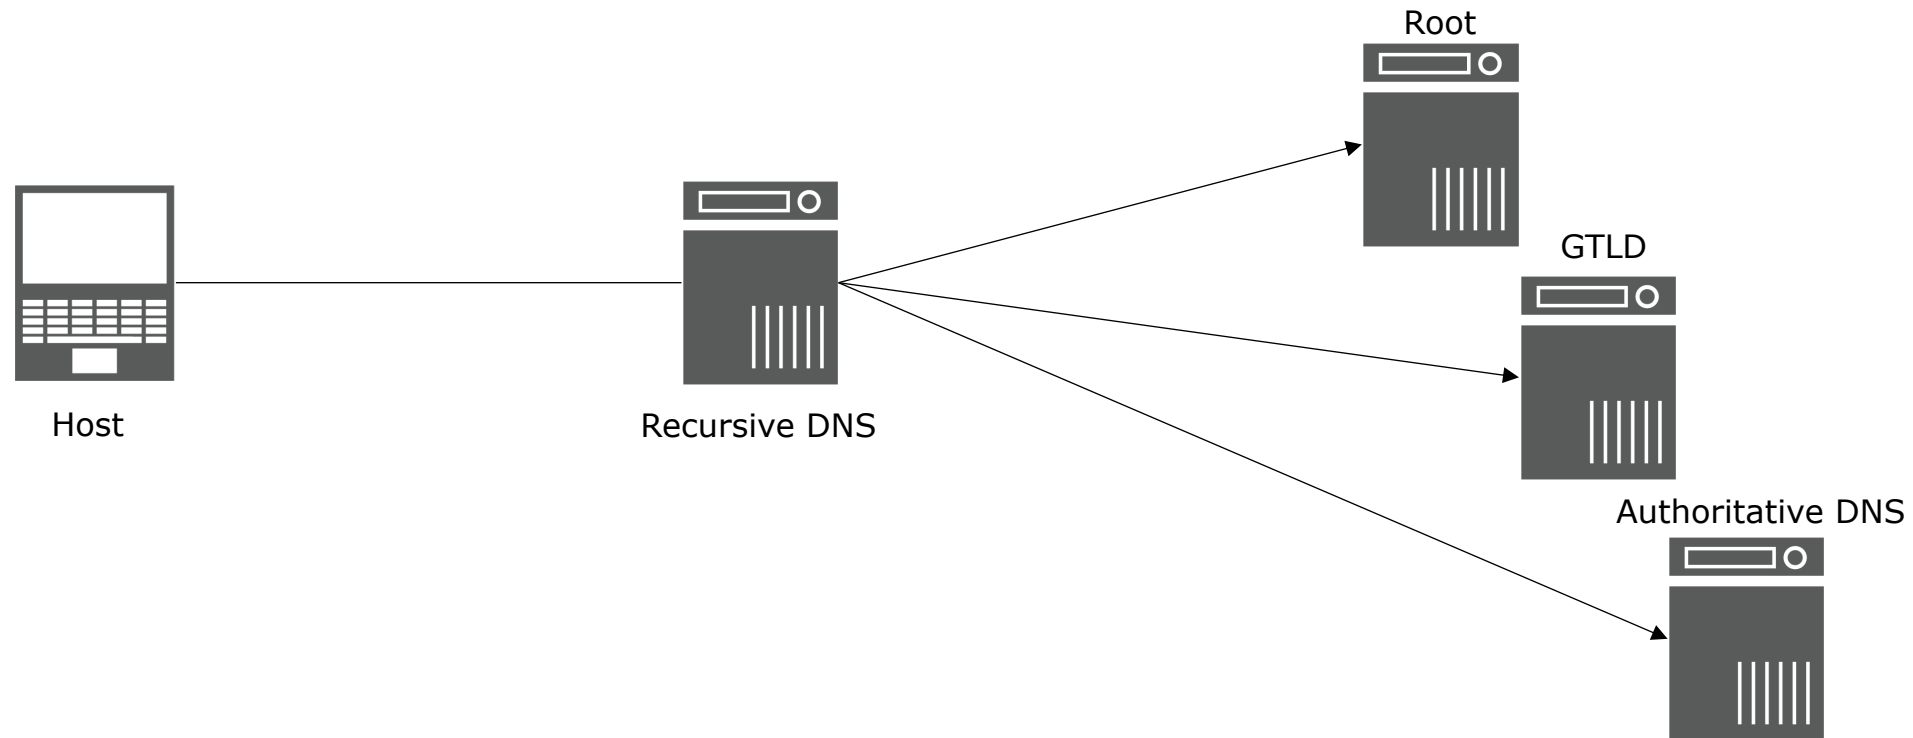 Root
GTLD
Host
Recursive DNS
Authoritative DNS